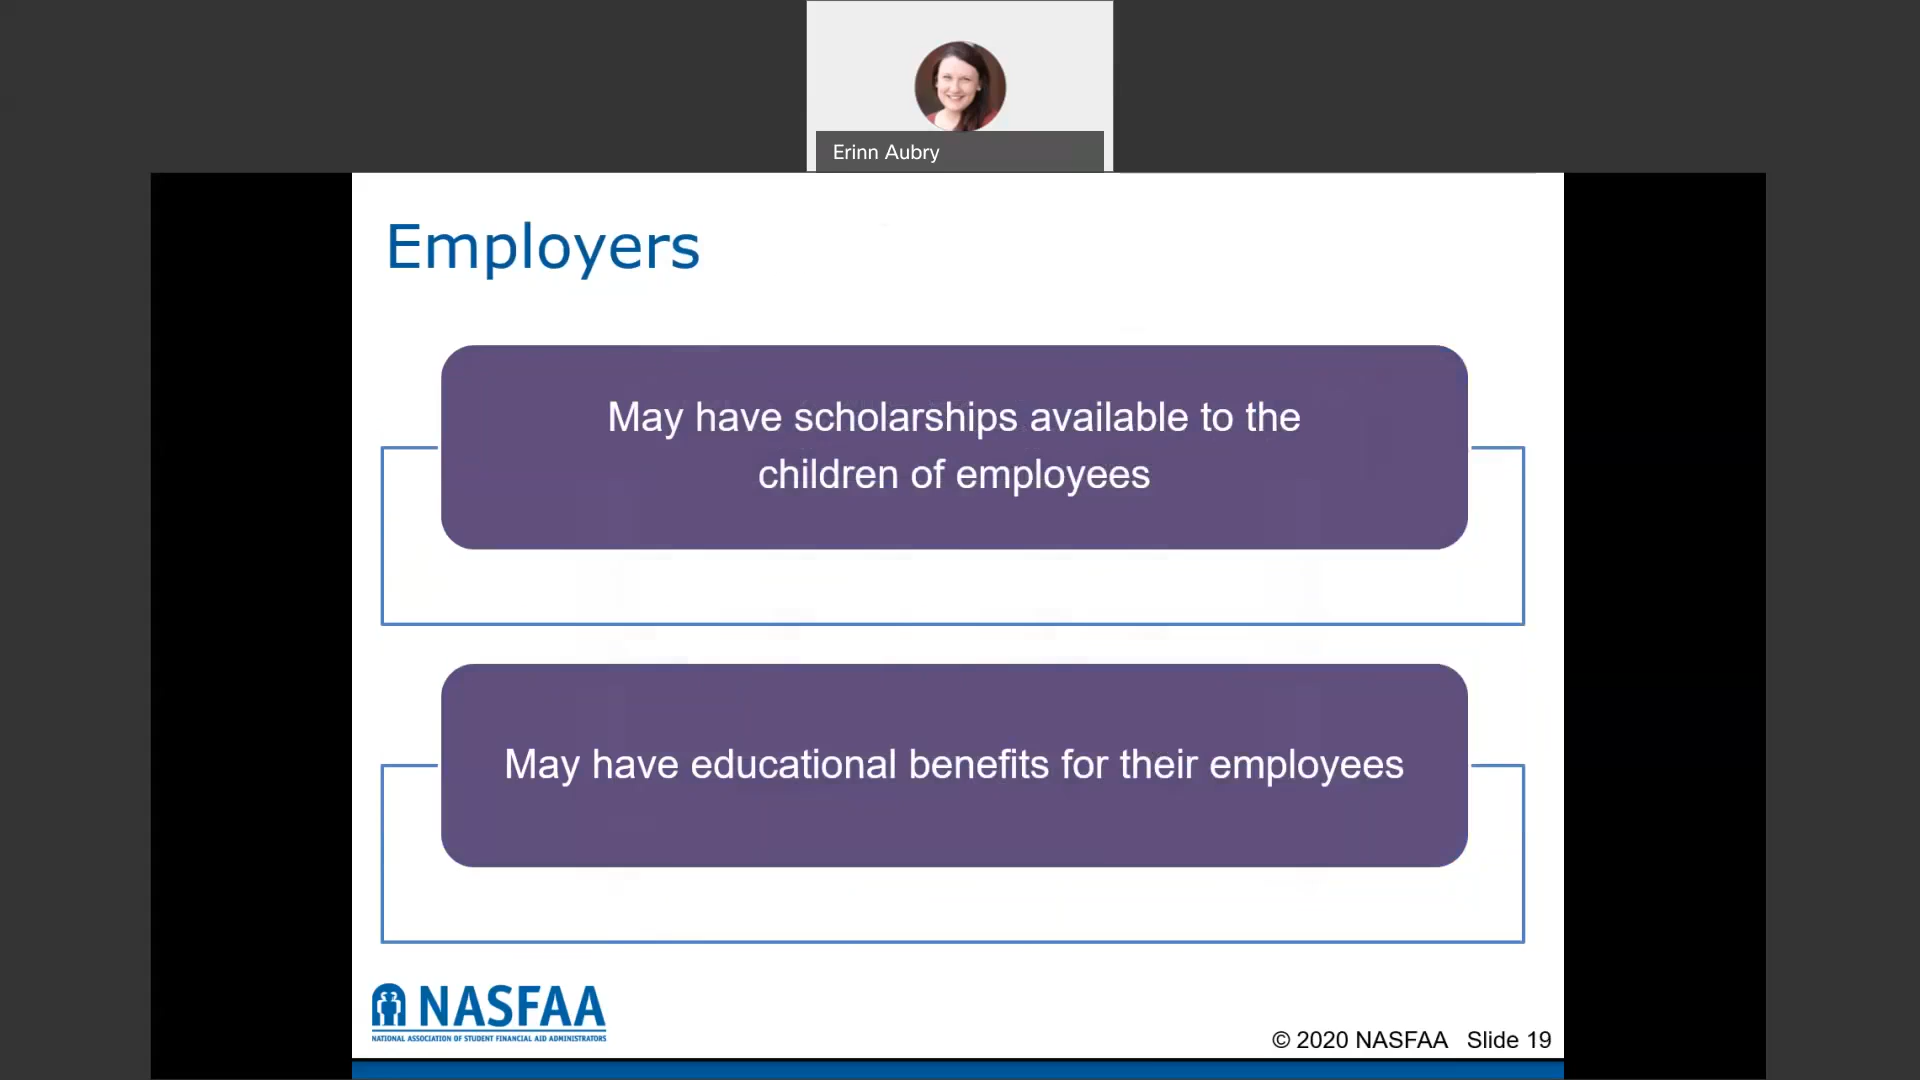 Erinn Aubry
Employers
May have scholarships available to the
children of employees
May have educational benefits for their employees
NASFAA
NATIONAL ASSOCIATION OF STUDENT FINANCIAL AID ADMINISTRATORS
© 2020 NASFAA Slide 19